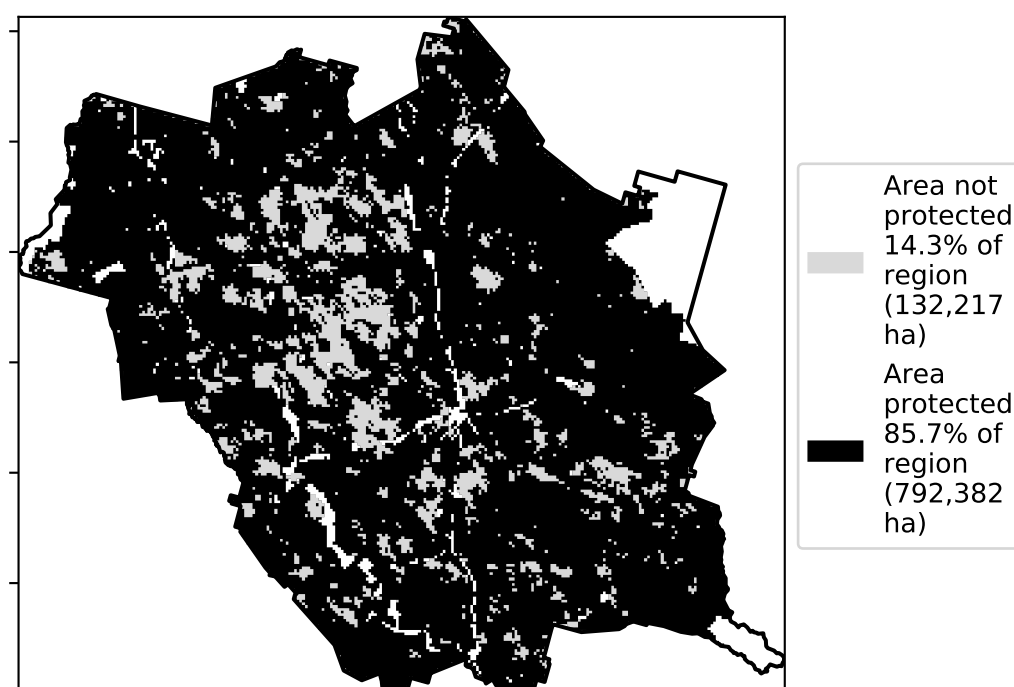 Area not
protected
14.3% of
region
(132,217
ha)
Area
protected
85.7% of
region
(792,382
ha)